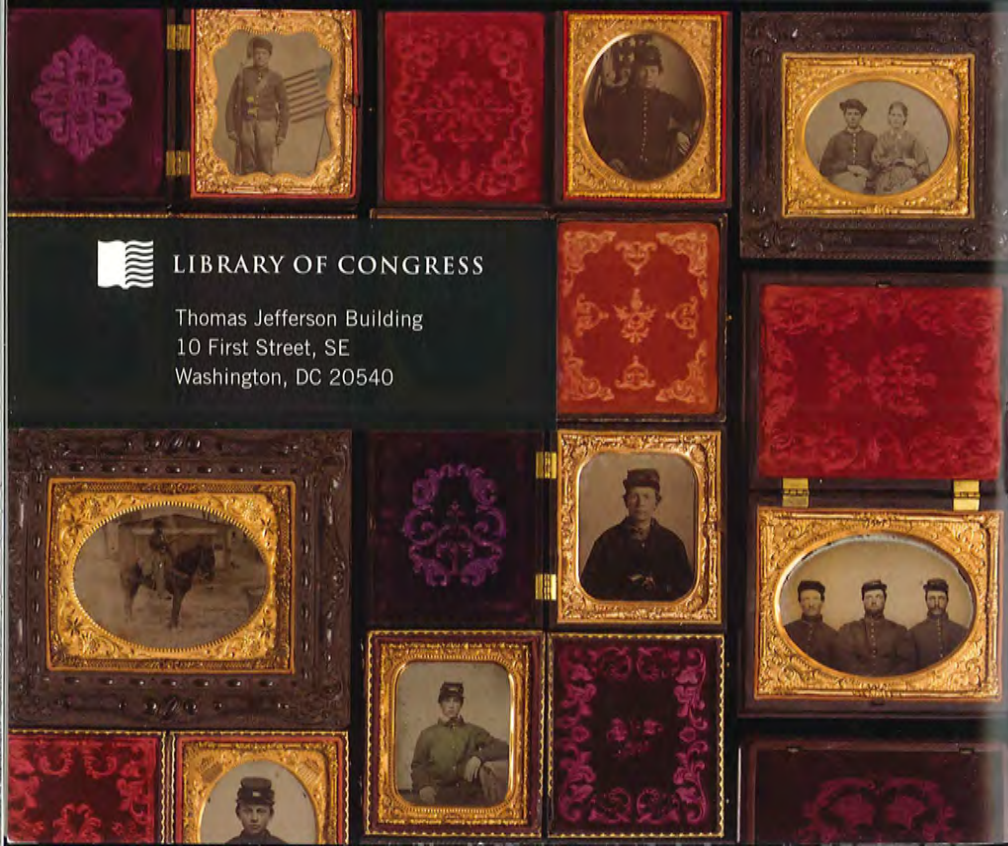 LIBRARY OF CONGRESS
Thomas Jefferson Building
10 First Street, SE
Washington, DC 20540